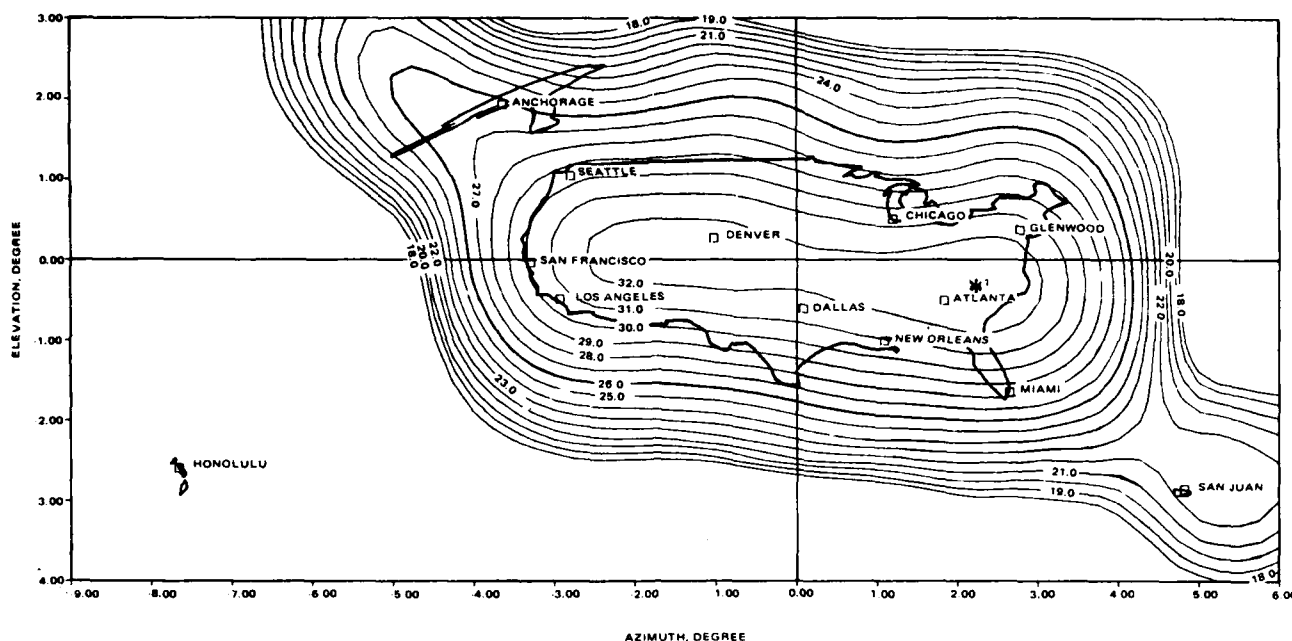 3.00
2.00
1.00
0.00
-1.00
2.00
3.00
4.00
ELEVATION, DEGREE
18.0
19.0
21.0
24.0
ANCHORAGE
27.0
SEATTLE
CHICAGO
GLENWOOD
DENVER
22.0
20.0
18.0
SAN FRANCISCO
20.0
22.0
18.0
32.0
1
LOS ANGELES
31.0
30.0
DALLAS
ATLANTA
NEW ORLEANS
29.0
28.0
26.0
25.0
23.0
MIAMI
HONOLULU
21.0
19.0
SAN JUAN
18.0
-9.00 -8.00 -7.00 -6.00 -5.00 -4.00 -3.00 -2.00 -1.00 0.00 1.00 2.00 3.00 4.00 5.00 6.00
AZIMUTH, DEGREE